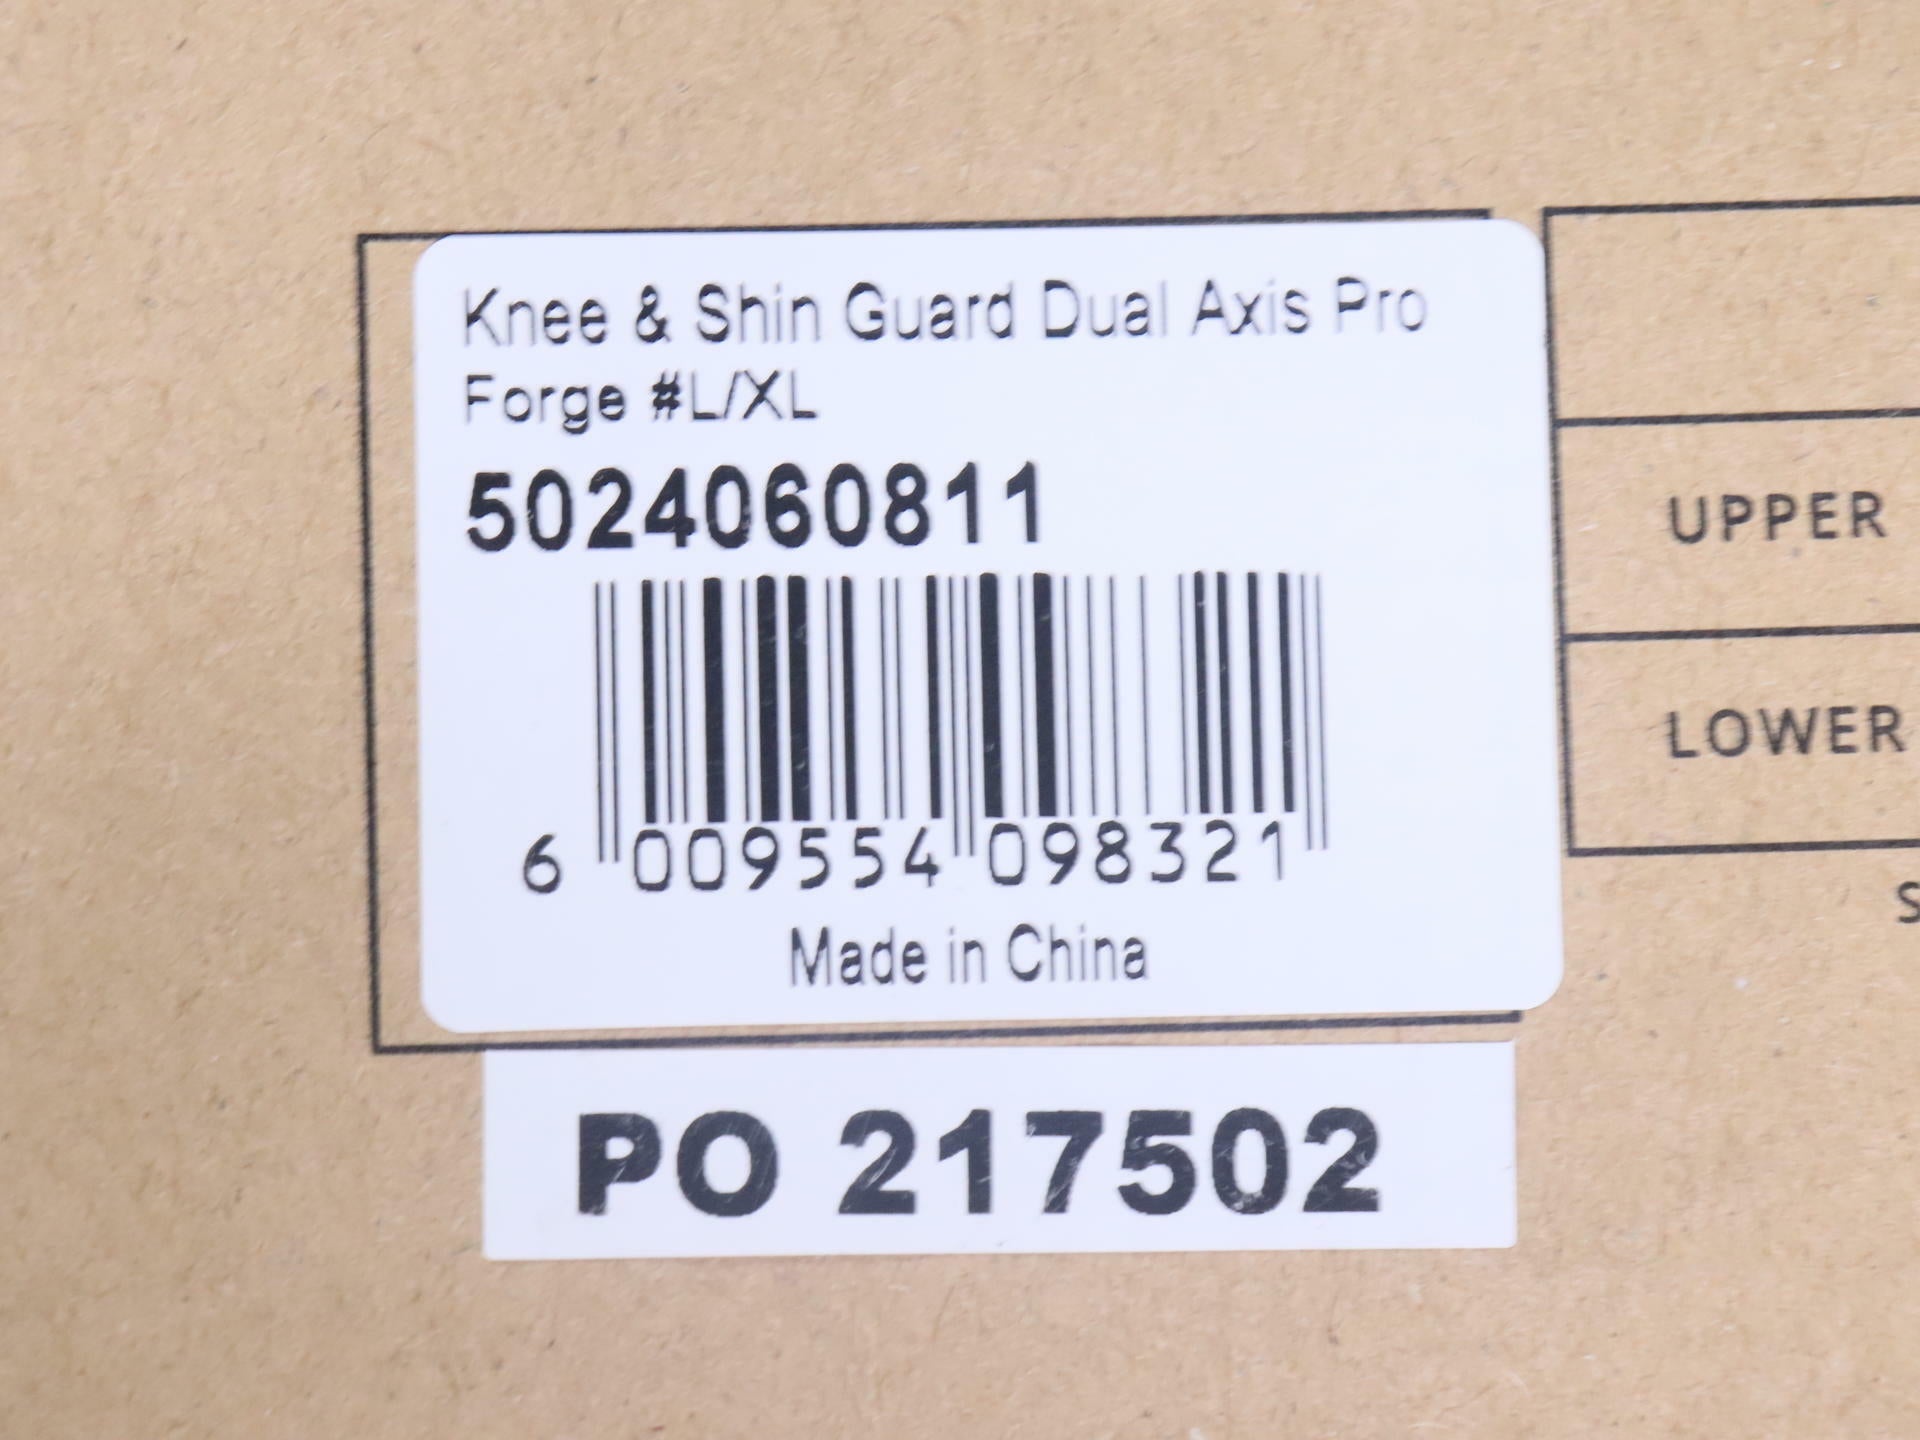 Knee & Shin Guard Dual Axis Pro
Forge #L/XL
5024060811
6 009554 098321
Made in China
PO 217502
UPPER
LOWER
S